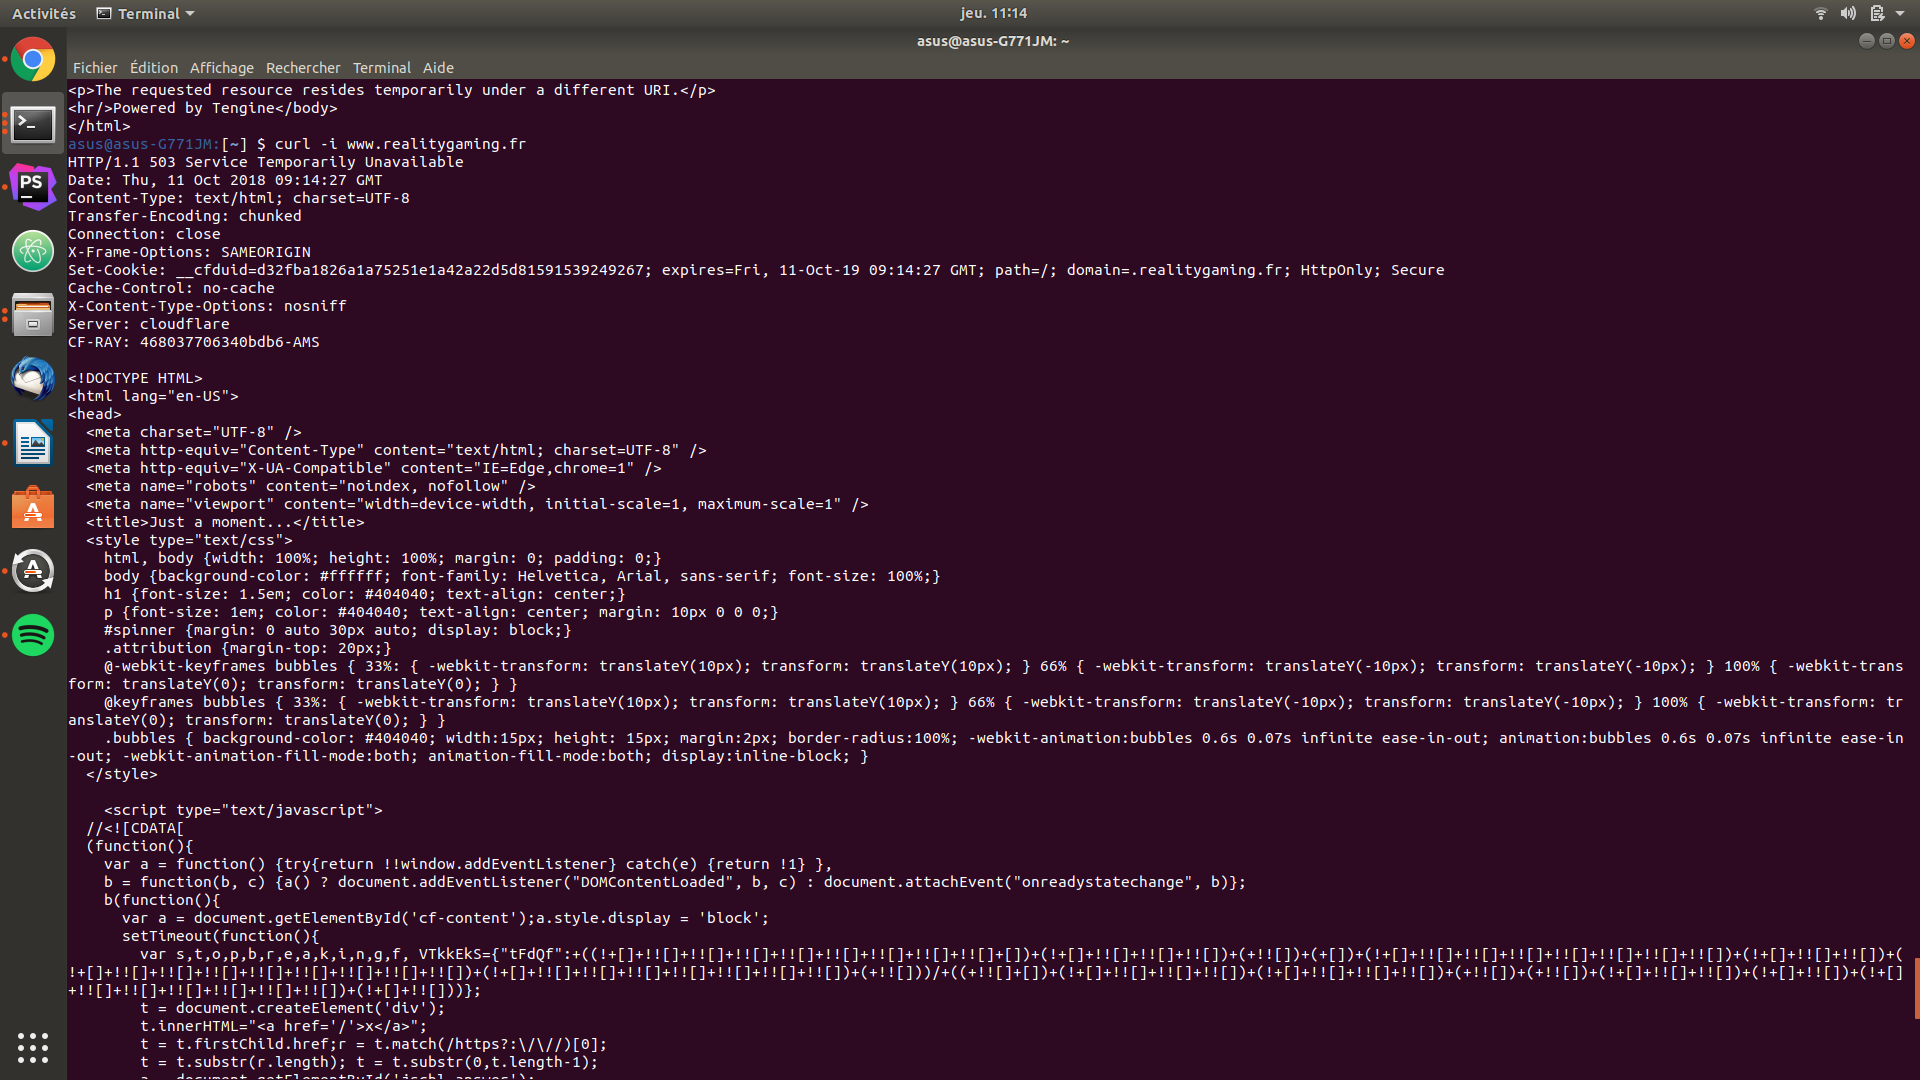 Activités
Terminal
jeu. 11:14
asus@asus-G771JM: ~
Fichier Édition Affichage Rechercher Terminal Aide
<p>The requested resource resides temporarily under a different URI.</p>
<hr/>Powered by Tengine</body>
</html>
asus@asus-G771JM:[~] $ curl -i www.realitygaming.fr
HTTP/1.1 503 Service Temporarily Unavailable
Date: Thu, 11 Oct 2018 09:14:27 GMT
Content-Type: text/html; charset=UTF-8
Transfer-Encoding: chunked
Connection: close
X-Frame-Options: SAMEORIGIN
Set-Cookie: __cfduid=d32fba1826a1a75251e1a42a22d5d81591539249267; expires=Fri, 11-Oct-19 09:14:27 GMT; path=/; domain=.realitygaming.fr; HttpOnly; Secure
Cache-Control: no-cache
X-Content-Type-Options: nosniff
Server: cloudflare
CF-RAY: 468037706340bdb6-AMS
<!DOCTYPE HTML>
<html lang="en-US">
<head>
<meta charset="UTF-8" />
<meta http-equiv="Content-Type" content="text/html; charset=UTF-8" />
<meta http-equiv="X-UA-Compatible" content="IE=Edge,chrome=1" />
<meta name="robots" content="noindex, nofollow" />
<meta name="viewport" content="width=device-width, initial-scale=1, maximum-scale=1" />
<title>Just a moment...</title>
<style type="text/css">
html, body {width: 100%; height: 100%; margin: 0; padding: 0;}
body {background-color: #ffffff; font-family: Helvetica, Arial, sans-serif; font-size: 100%;}
h1 {font-size: 1.5em; color: #404040; text-align: center;}
p {font-size: 1em; color: #404040; text-align: center; margin: 10px 0 0 0;}
#spinner {margin: 0 auto 30px auto; display: block;}
.attribution {margin-top: 20px;}
@-webkit-keyframes bubbles { 33%: { -webkit-transform: translateY(10px); transform: translateY(10px); } 66% { -webkit-transform: translateY(-10px); transform: translateY(-10px); } 100% { -webkit-trans
form: translateY(0); transform: translateY(0); } }
@keyframes bubbles { 33%: { -webkit-transform: translateY(10px); transform: translateY(10px); } 66% { -webkit-transform: translateY(-10px); transform: translateY(-10px); } 100% { -webkit-transform: tr
anslateY(0); transform: translateY(0); } }
.bubbles { background-color: #404040; width:15px; height: 15px; margin:2px; border-radius:100%; -webkit-animation:bubbles 0.6s 0.07s infinite ease-in-out; animation:bubbles 0.6s 0.07s infinite ease-in
-out; -webkit-animation-fill-mode:both; animation-fill-mode:both; display:inline-block; }
</style>
<script type="text/javascript">
//<![CDATA[
(function(){
var a = function() {try{return !!window.addEventListener} catch(e) {return !1} },
b = function(b, c) {a() ? document.addEventListener("DOMContentLoaded", b, c) : document.attachEvent("onreadystatechange", b)};
b(function(){
var a = document.getElementById('cf-content');a.style.display = 'block';
setTimeout(function(){
var s,t,o,p,b,r,e,a,k,i,n,g,f, VTkkEkS={"tFdQf":+((!+[]+!![]+!![]+!![]+!![]+!![]+!![]+!![]+!![]+[])+(!+[]+!![]+!![]+!![])+(+!![])+(+[])+(!+[]+!![]+!![]+!![]+!![]+!![]+!![]+!![])+(!+[]+!![]+!![])+(
!+[]+!![]+!![]+!![]+!![]+!![]+!![]+!![]+!![])+(!+[]+!![]+!![]+!![]+!![]+!![]+!![]+!![])+(+!![]))/+((+!![]+[])+(!+[]+!![]+!![]+!![])+(!+[]+!![]+!![]+!![]+!![])+(+!![])+(+!![])+(!+[]+!![]+!![])+(!+[]+!![])+(!+[]
+!![]+!![]+!![]+!![]+!![]+!![])+(!+[]+!![]))};
t = document.createElement('div');
t.innerHTML="<a href='/'>x</a>";
t = t.firstChild.href;r = t.match(/https?:\/\//)[0];
t = t.substr(r.length); t = t.substr(0,t.length-1);
a = document.getElementById('jschl-answer');
PS